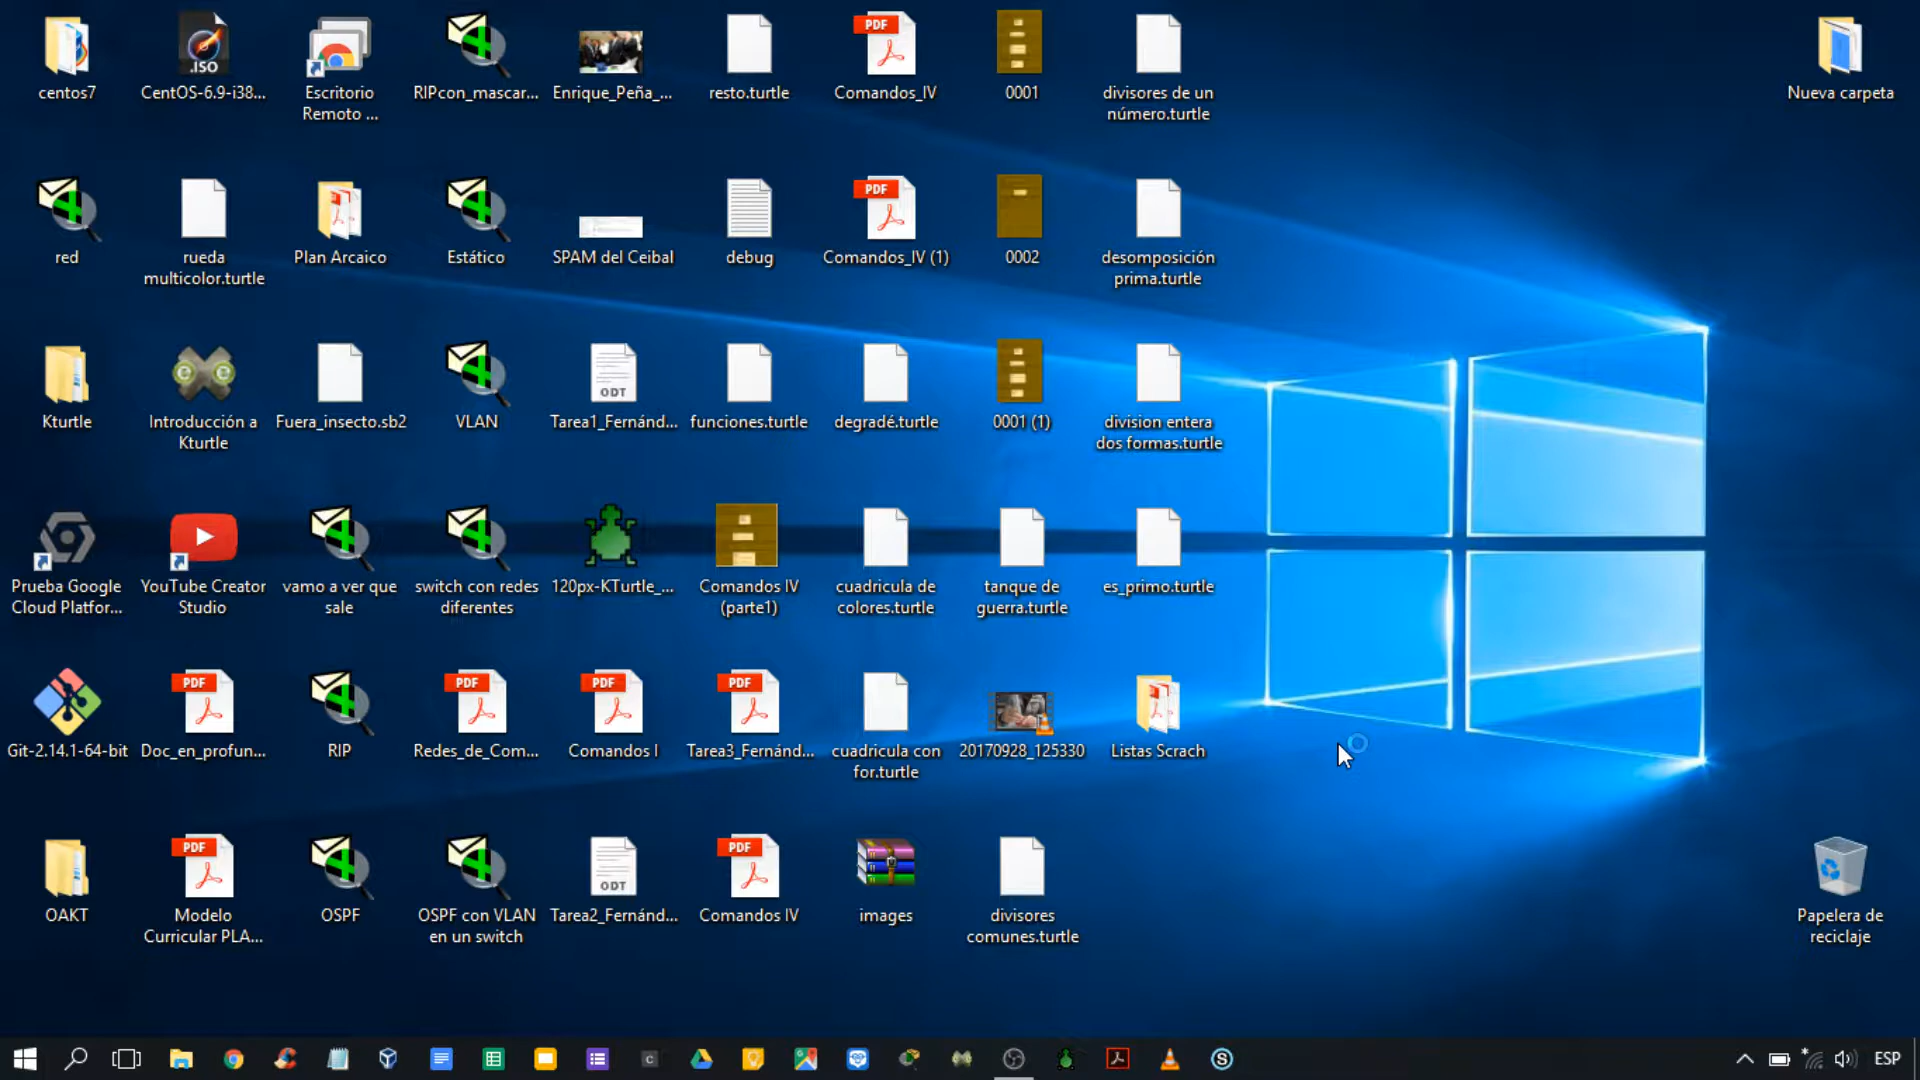 centos7
.ISO
CentOS-6.9-i38...
Escritorio
Remoto ...
RIPcon_mascar...
Enrique_Peña_...
resto.turtle
PDF
Comandos_IV
0001
divisores de un
número.turtle
Nueva carpeta
red
rueda
multicolor.turtle
Plan Arcaico
Estático
SPAM del Ceibal
debug
PDF
Comandos_IV (1)
0002
desomposición
prima.turtle
Kturtle
Introducción a
Kturtle
Fuera_insecto.sb2
VLAN
ODT
Tarea1_Fernánd...
funciones.turtle
degradé.turtle
0001 (1)
division entera
dos formas.turtle
Prueba Google
Cloud Platfor...
YouTube Creator
Studio
vamo a ver que
sale
switch con redes
diferentes
120px-KTurtle_...
Comandos IV
(parte1)
cuadricula de
colores.turtle
tanque de
guerra.turtle
es_primo.turtle
Git-2.14.1-64-bit
PDF
Doc_en_profun...
RIP
PDF
Redes_de_Com...
PDF
Comandos I
PDF
Tarea3_Fernánd...
cuadricula con
for.turtle
20170928_125330
Listas Scrach
OAKT
PDF
Modelo
Curricular PLA...
OSPF
OSPF con VLAN
en un switch
ODT
Tarea2_Fernánd...
PDF
Comandos IV
images
divisores
comunes.turtle
Papelera de
reciclaje
C
S
ESP